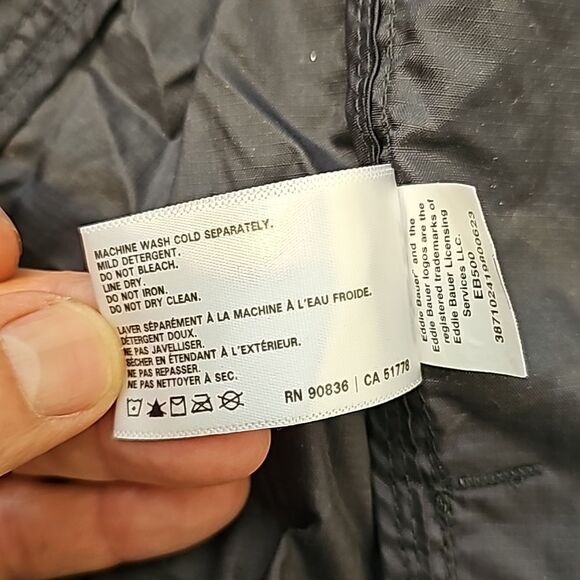 MACHINE WASH COLD SEPARATELY.
MILD DETERGENT.
DO NOT BLEACH.
LINE DRY.
DO NOT IRON.
DO NOT DRY CLEAN.
LAVER SÉPARÉMENT À LA MACHINE À L'EAU FROIDE.
DÉTERGENT DOUX.
NE PAS JAVELLISER.
SÉCHER EN ÉTENDANT À L'EXTÉRIEUR.
NE PAS REPASSER.
NE PAS NETTOYER À SEC.
RN 90836 | CA 51778
Eddie Bauer® and the
Eddie Bauer logos are the
registered trademarks of
Eddie Bauer Licensing
Services LLC.
EB500